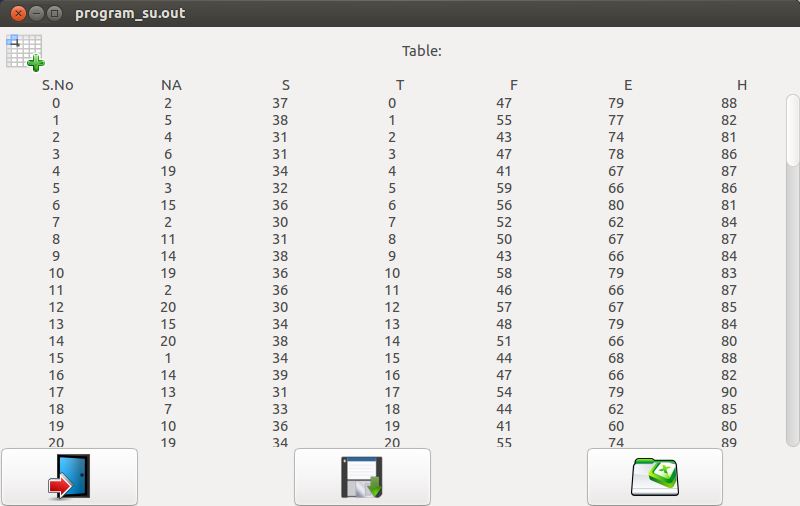 program_su.out
Table:
S.No NA S T F E H
0 2 37 0 47 79 88
1 5 38 1 55 77 82
2 4 31 2 43 74 81
3 6 31 3 47 78 86
4 19 34 4 41 67 87
5 3 32 5 59 66 86
6 15 36 6 56 80 81
7 2 30 7 52 62 84
8 11 31 8 50 67 87
9 14 38 9 43 66 84
10 19 36 10 58 79 83
11 2 36 11 46 66 87
12 20 30 12 57 67 85
13 15 34 13 48 79 84
14 20 38 14 51 66 80
15 1 34 15 44 68 88
16 14 39 16 47 66 82
17 13 31 17 54 79 90
18 7 33 18 44 62 85
19 10 36 19 41 60 80
20 19 34 20 55 74 89